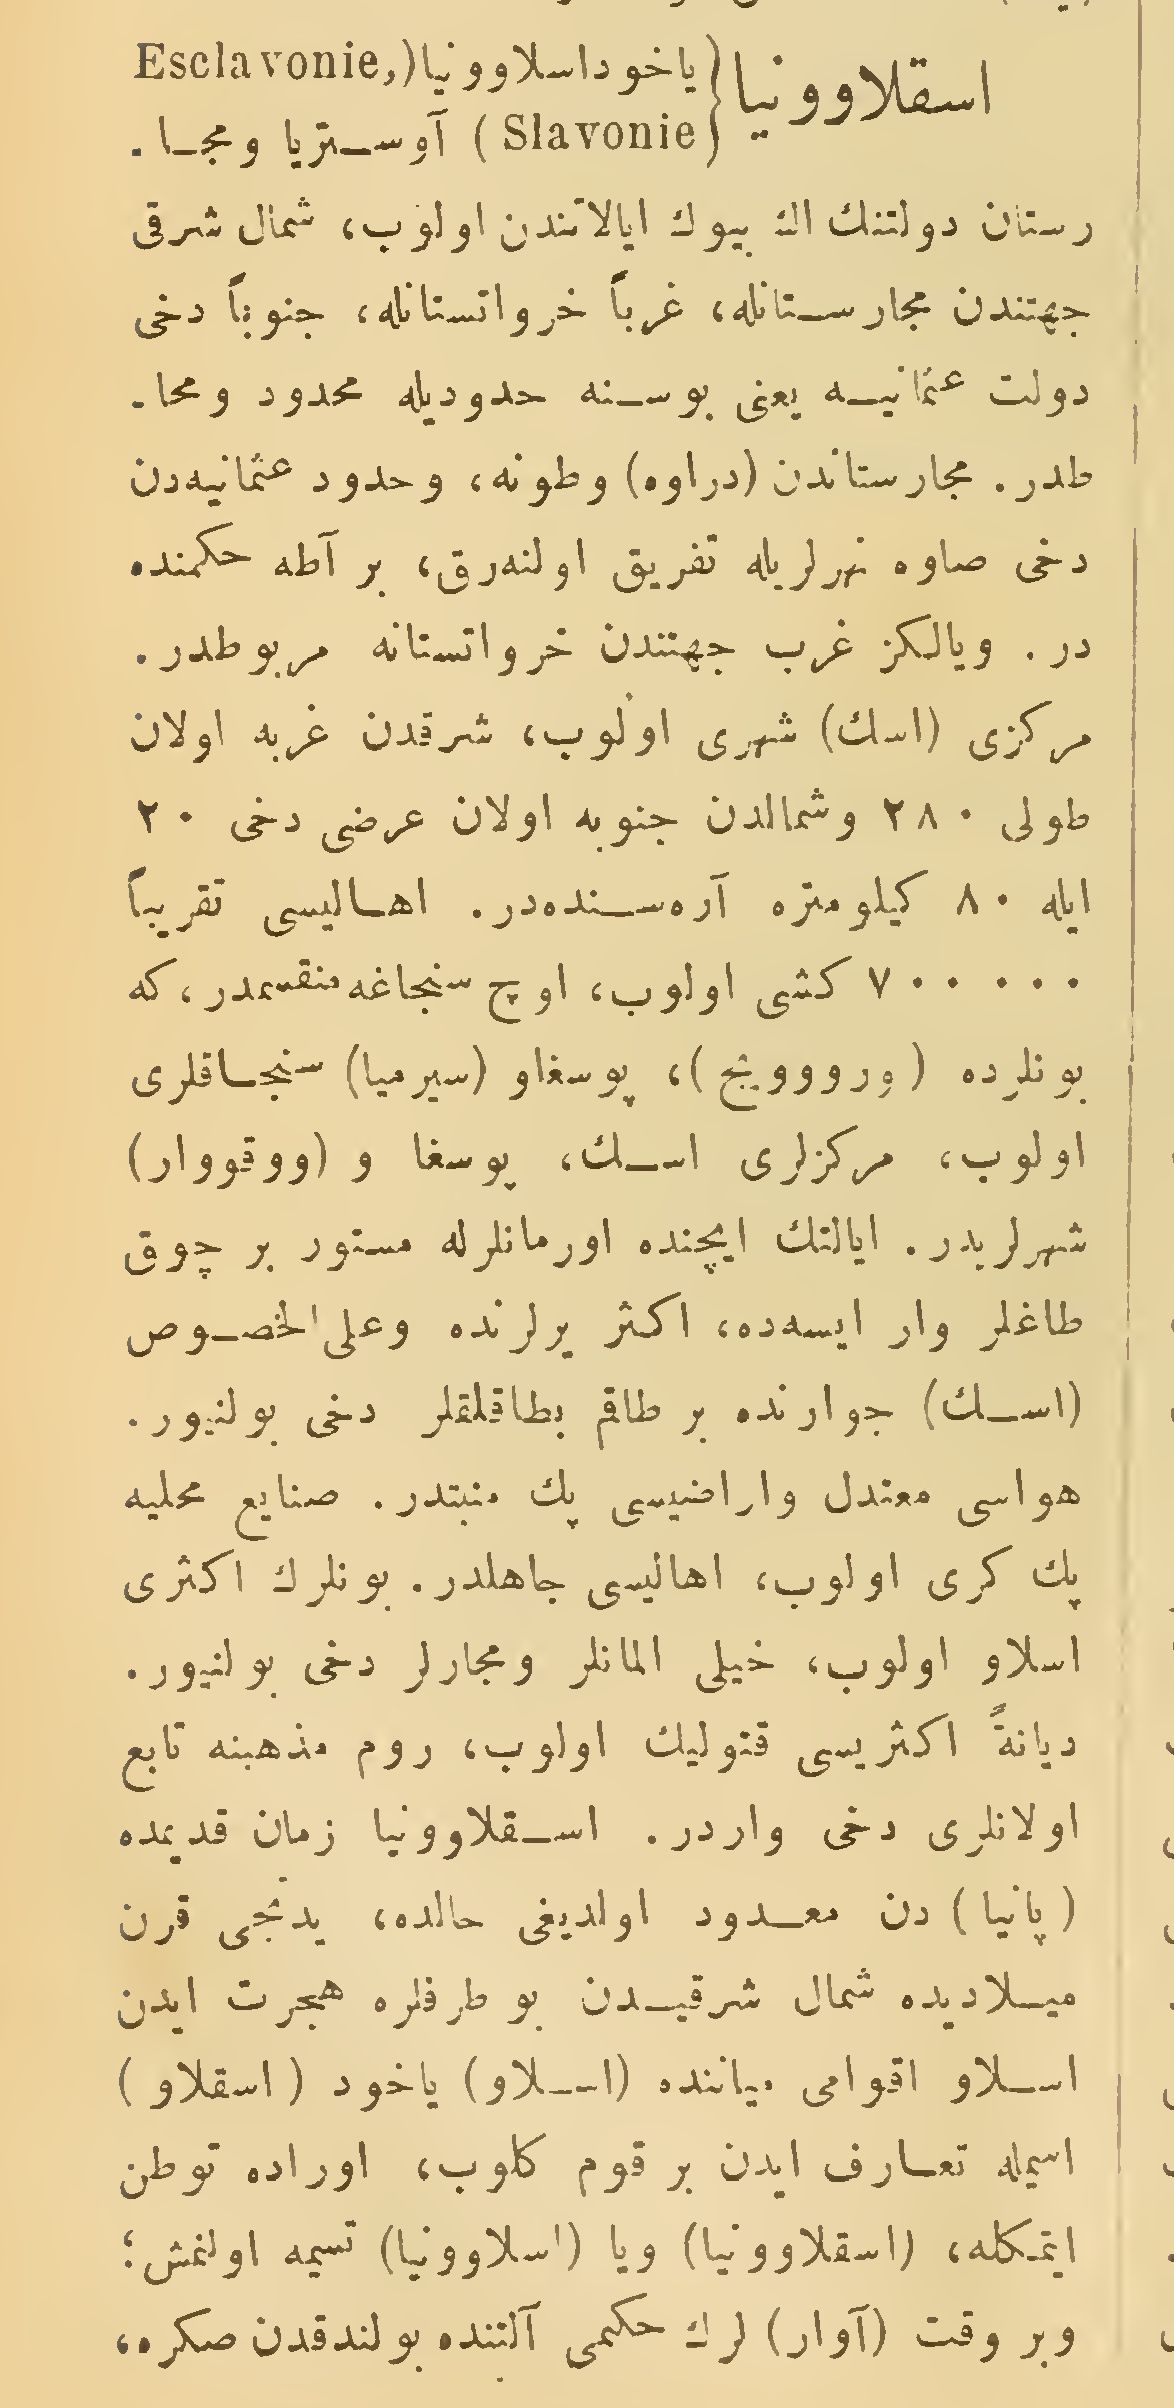 اسقلاوونيا (ياخود اسلاوونيا (Esclavonie,
(Slavonie) آوستريا ومجا.
رستان دولتنك اڭ بيوك ايالاتندن اولوب، شمال شرقى
جهتندن مجارستانله، غرباً خرواتستانله، جنوباً دخى
دولت عثمانيه يعنى بوسنه حدوديله محدود ومحا.
طدر. مجارستاندن (دراوه) وطونه، وحدود عثمانيه‌دن
دخى صاوه نهرلريله تفريق اولنه‌رق، بر آطه حكمنده
در. ويالكز غرب جهتندن خرواتستانه مربوطدر.
مركزى (اسك) شهرى اولوب، شرقدن غربه اولان
طولى ۲۸۰ وشمالدن جنوبه اولان عرضى دخى ۲۰
ايله ۸۰ كيلومتره آره‌سنده‌در. اهاليسى تقريباً
۷۰۰۰۰۰ كشى اولوب، اوچ سنجاغه منقسمدر، كه
بونلرده (وروويچ)، پوسغاو (سيرميا) سنجاقلرى
اولوب، مركزلرى اسك، پوسغا و (ووقووار)
شهرلريدر. ايالتك ايچنده اورمانلرله مستور بر چوق
طاغلر وار ايسه‌ده، اكثر يرلرنده وعلى الخصوص
(اسك) جوارنده بر طاقم بطاقلقلر دخى بولنيور.
هواسى معتدل واراضيسى پك منبتدر. صنايع محليه
پك كرى اولوب، اهاليسى جاهلدر. بونلرك اكثرى
اسلاو اولوب، خيلى المانلر ومجارلر دخى بولنيور.
ديانةً اكثريسى قتوليك اولوب، روم مذهبنه تابع
اولانلرى دخى واردر. اسقلاوونيا زمان قديمده
(پانيا) دن معدود اولديغى حالده، يدنجى قرن
ميلاديده شمال شرقيدن بو طرفلره هجرت ايدن
اسلاو اقوامى مياننده (اسلاو) ياخود (اسقلاو)
اسميله تعارف ايدن بر قوم كلوب، اوراده توطن
ايتمكله، (اسقلاوونيا) ويا (اسلاوونيا) تسميه اولنمش؛
وبر وقت (آوار) لرك حكمى آلتنده بولندقدن صكره،